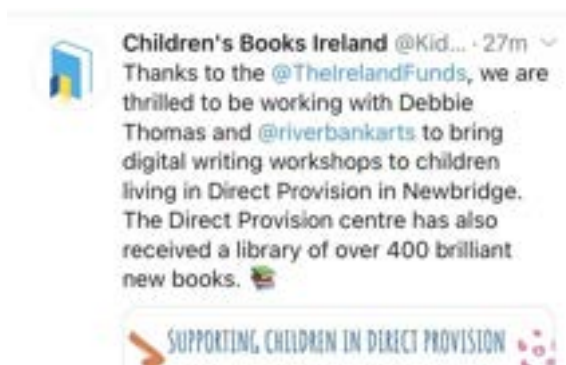 Children's Books Ireland @Kid... · 27m
Thanks to the @TheIrelandFunds, we are
thrilled to be working with Debbie
Thomas and @riverbankarts to bring
digital writing workshops to children
living in Direct Provision in Newbridge.
The Direct Provision centre has also
received a library of over 400 brilliant
new books. 📚
SUPPORTING CHILDREN IN DIRECT PROVISION